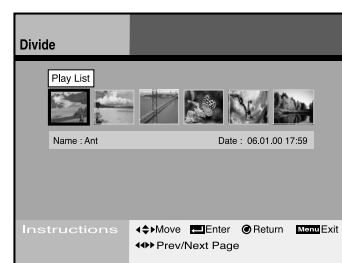 Divide
Play List
Name : Ant Date : 06.01.00 17:59
Instructions Move Enter Return Menu Exit
Prev/Next Page